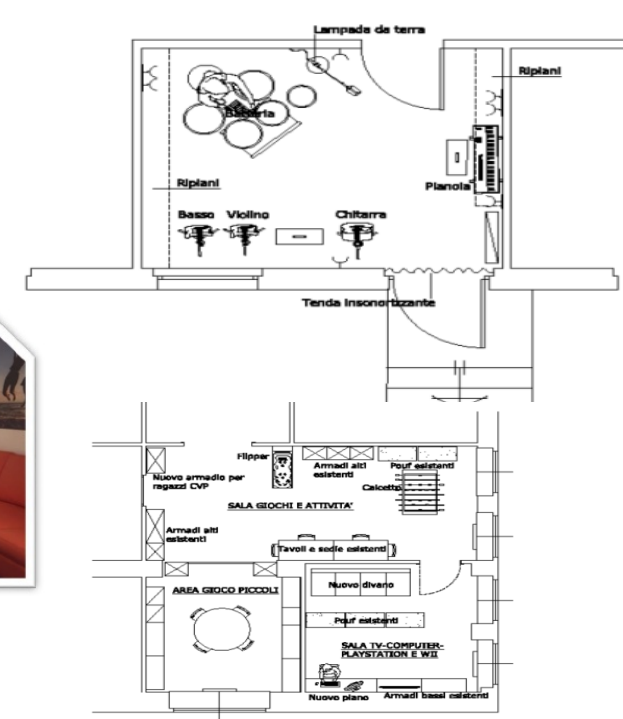 Lampada da terra
Ripiani
Batteria
Pianola
Ripiani
Basso Violino Chitarra
Tenda insonorizzante
Flipper
Armadi alti
esistenti
Pouf esistenti
Nuovo armadio per
ragazzi CVP
Calcetto
SALA GIOCHI E ATTIVITA'
Armadi alti
esistenti
Tavoli e sedie esistenti
AREA GIOCO PICCOLI
Nuovo divano
Pouf esistenti
SALA TV-COMPUTER-
PLAYSTATION E WII
Nuovo piano
Armadi bassi esistenti